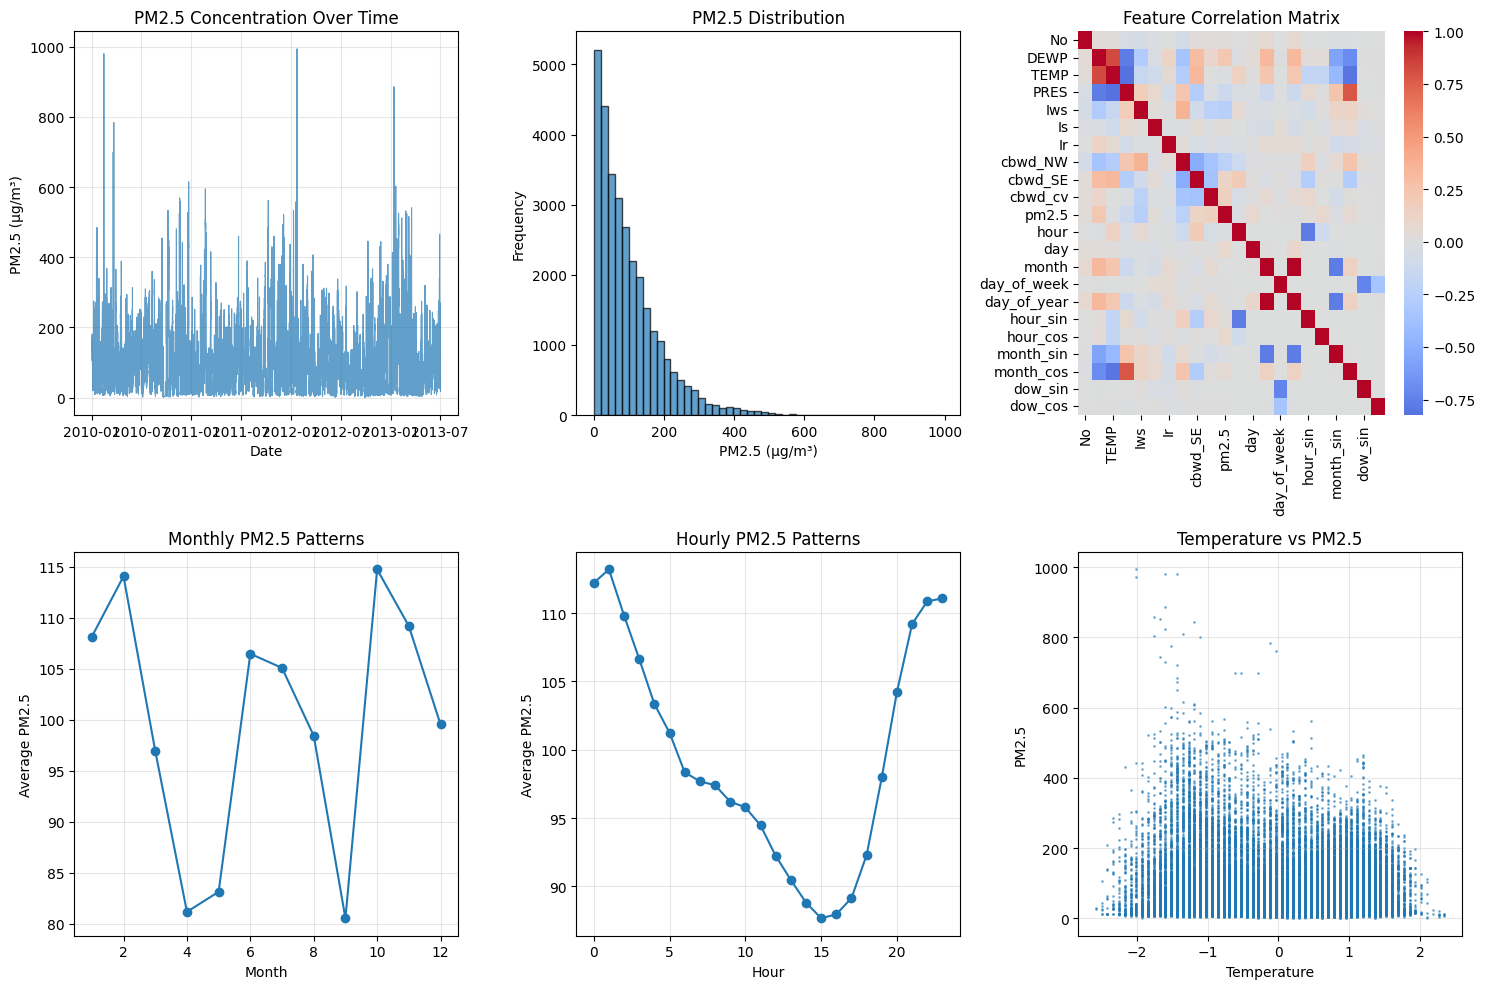 PM2.5 Concentration Over Time
1000
800
600
400
200
0
PM2.5 (µg/m³)
2010-01 2010-07 2011-01 2011-07 2012-01 2012-07 2013-01 2013-07
Date
PM2.5 Distribution
5000
4000
3000
2000
1000
0
Frequency
0 200 400 600 800 1000
PM2.5 (µg/m³)
Feature Correlation Matrix
No
DEWP
TEMP
PRES
Iws
Is
Ir
cbwd_NW
cbwd_SE
cbwd_cv
pm2.5
hour
day
month
day_of_week
day_of_year
hour_sin
hour_cos
month_sin
month_cos
dow_sin
dow_cos
No TEMP Iws Ir cbwd_SE pm2.5 day day_of_week hour_sin month_sin dow_sin
1.00
0.75
0.50
0.25
0.00
−0.25
−0.50
−0.75
Monthly PM2.5 Patterns
115
110
105
100
95
90
85
80
Average PM2.5
2 4 6 8 10 12
Month
Hourly PM2.5 Patterns
110
105
100
95
90
Average PM2.5
0 5 10 15 20
Hour
Temperature vs PM2.5
1000
800
600
400
200
0
PM2.5
−2 −1 0 1 2
Temperature